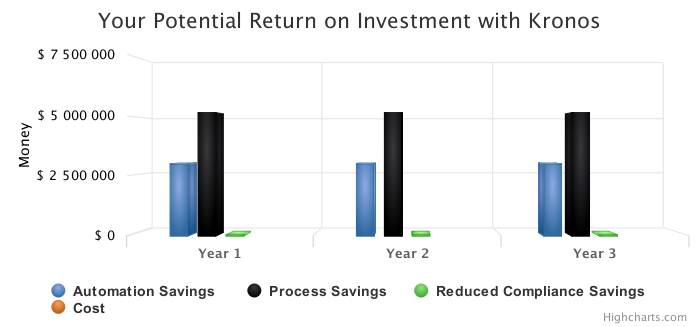 Your Potential Return on Investment with Kronos
$ 7 500 000
$ 5 000 000
Money
$ 2 500 000
$ 0
Year 1 Year 2 Year 3
Automation Savings Process Savings Reduced Compliance Savings
Cost
Highcharts.com